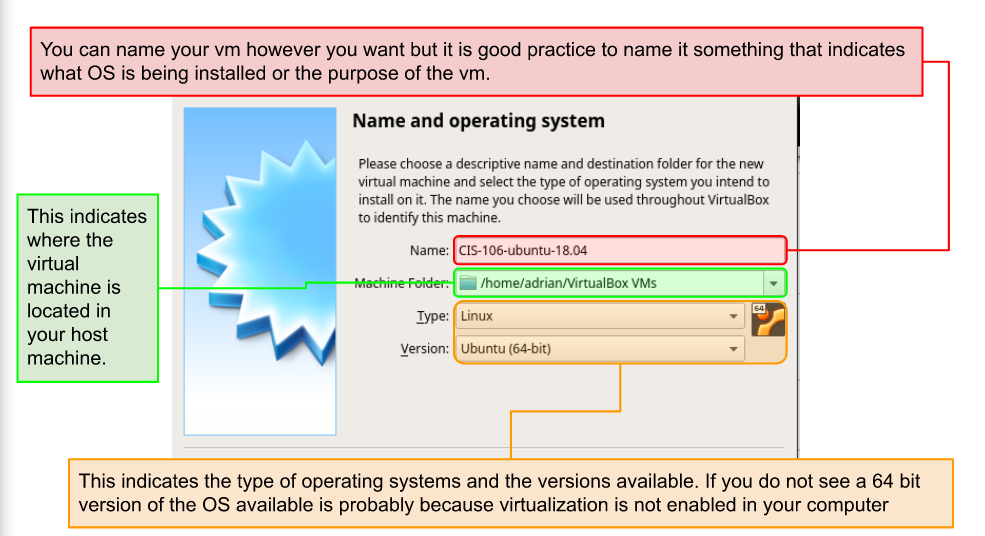 You can name your vm however you want but it is good practice to name it something that indicates
what OS is being installed or the purpose of the vm.
Name and operating system
Please choose a descriptive name and destination folder for the new
virtual machine and select the type of operating system you intend to
install on it. The name you choose will be used throughout VirtualBox
to identify this machine.
This indicates
where the
virtual
machine is
located in
your host
machine.
Name: CIS-106-ubuntu-18.04
Machine Folder: /home/adrian/VirtualBox VMs
Type: Linux
64
Version: Ubuntu (64-bit)
This indicates the type of operating systems and the versions available. If you do not see a 64 bit
version of the OS available is probably because virtualization is not enabled in your computer